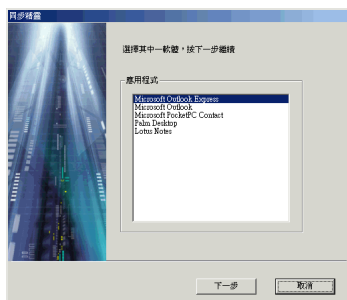 同步精靈
選擇其中一軟體，按下一步繼續
應用程式
Microsoft Outlook Express
Microsoft Outlook
Microsoft PocketPC Contact
Palm Desktop
Lotus Notes
下一步
取消